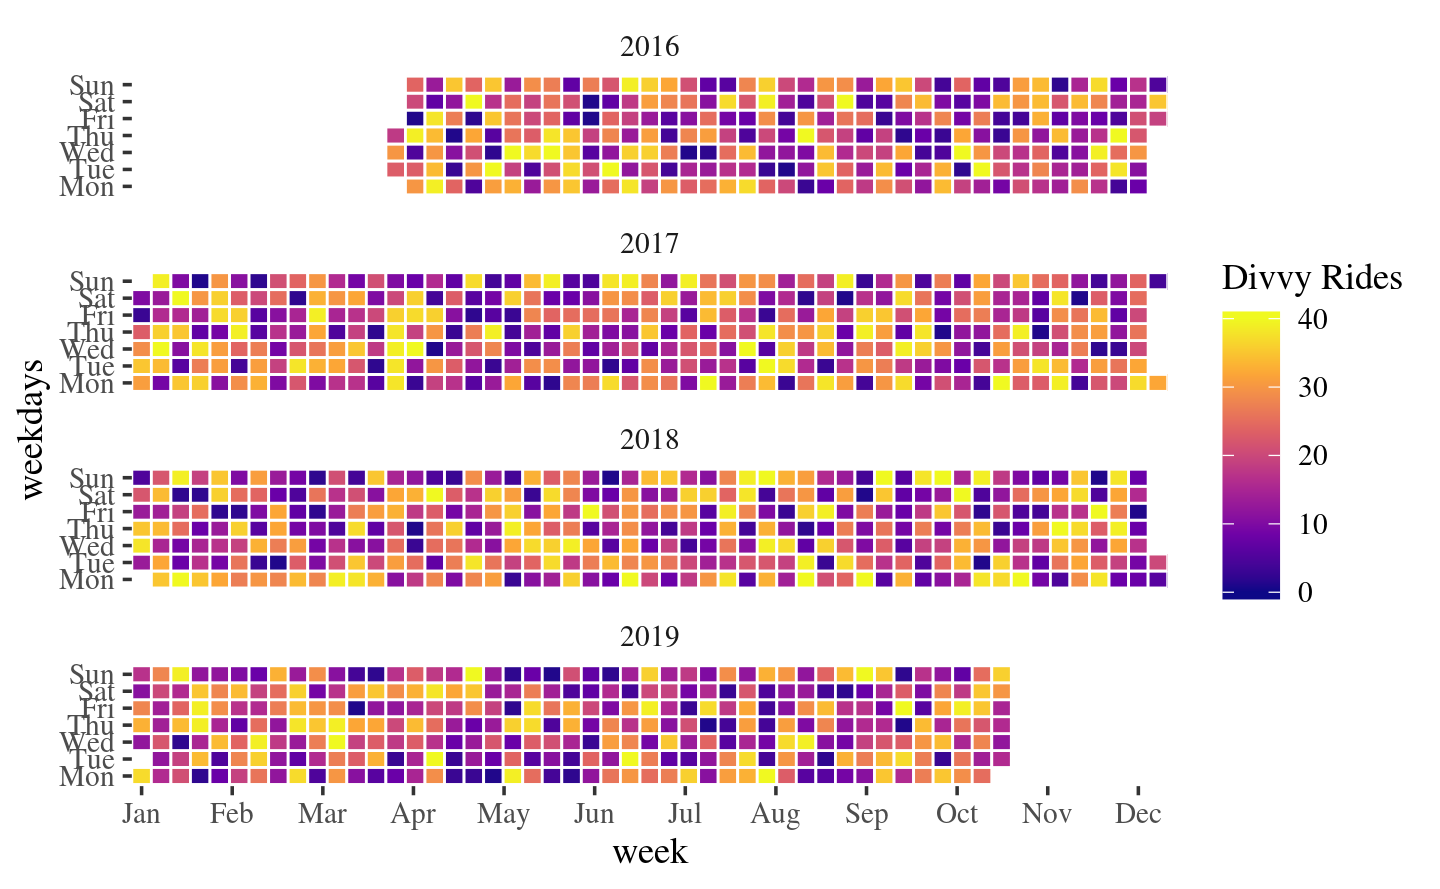 2016
Sun
Sat
Fri
Thu
Wed
Tue
Mon
2017
Sun
Sat
Fri
Thu
Wed
Tue
Mon
2018
Sun
Sat
Fri
Thu
Wed
Tue
Mon
2019
Sun
Sat
Fri
Thu
Wed
Tue
Mon
Jan Feb Mar Apr May Jun Jul Aug Sep Oct Nov Dec
week
weekdays
Divvy Rides
40
30
20
10
0